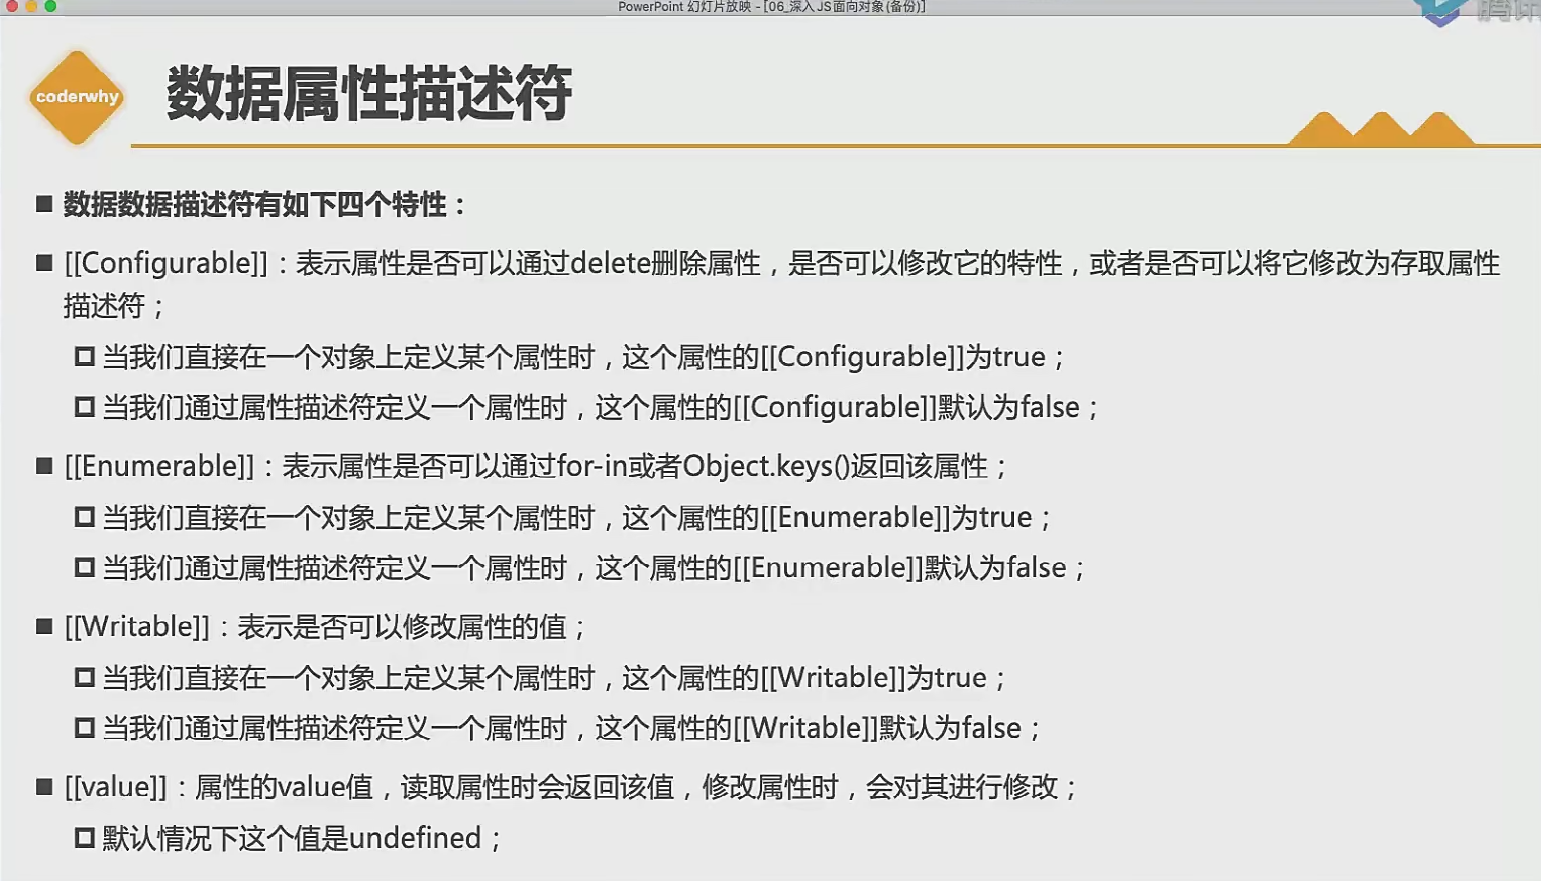 PowerPoint 幻灯片放映 - [06_深入JS面向对象(备份)]
腾讯
coderwhy
数据属性描述符
■ 数据数据描述符有如下四个特性：
■ [[Configurable]]：表示属性是否可以通过delete删除属性，是否可以修改它的特性，或者是否可以将它修改为存取属性
描述符；
当我们直接在一个对象上定义某个属性时，这个属性的[[Configurable]]为true；
当我们通过属性描述符定义一个属性时，这个属性的[[Configurable]]默认为false；
■ [[Enumerable]]：表示属性是否可以通过for-in或者Object.keys()返回该属性；
当我们直接在一个对象上定义某个属性时，这个属性的[[Enumerable]]为true；
当我们通过属性描述符定义一个属性时，这个属性的[[Enumerable]]默认为false；
■ [[Writable]]：表示是否可以修改属性的值；
当我们直接在一个对象上定义某个属性时，这个属性的[[Writable]]为true；
当我们通过属性描述符定义一个属性时，这个属性的[[Writable]]默认为false；
■ [[value]]：属性的value值，读取属性时会返回该值，修改属性时，会对其进行修改；
默认情况下这个值是undefined；